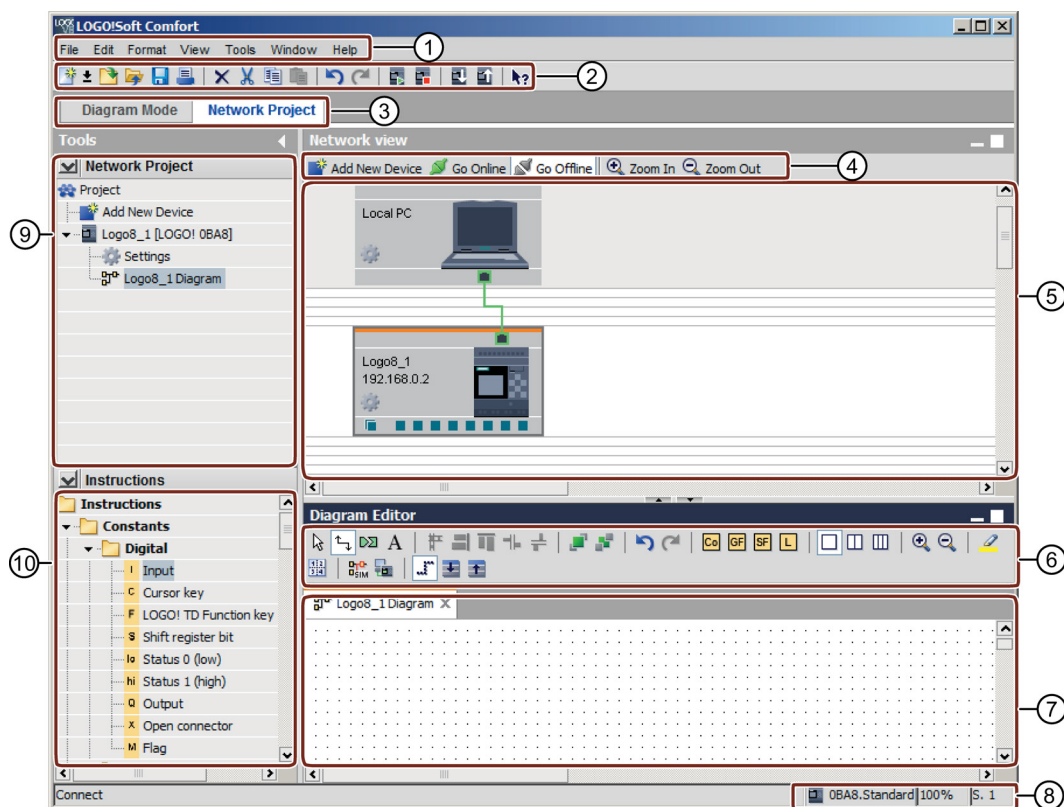 LOGO!Soft Comfort
File Edit Format View Tools Window Help
1
2
Diagram Mode Network Project
3
Tools
Network view
Network Project
Add New Device Go Online Go Offline Zoom In Zoom Out
4
Project
Add New Device
Logo8_1 [LOGO! 0BA8]
Settings
Logo8_1 Diagram
9
Local PC
5
Logo8_1
192.168.0.2
Instructions
Instructions
Constants
Digital
I Input
C Cursor key
F LOGO! TD Function key
S Shift register bit
lo Status 0 (low)
hi Status 1 (high)
Q Output
X Open connector
M Flag
10
Diagram Editor
A Co GF SF L
SIM
6
Logo8_1 Diagram X
7
Connect
0BA8.Standard 100% S. 1
8